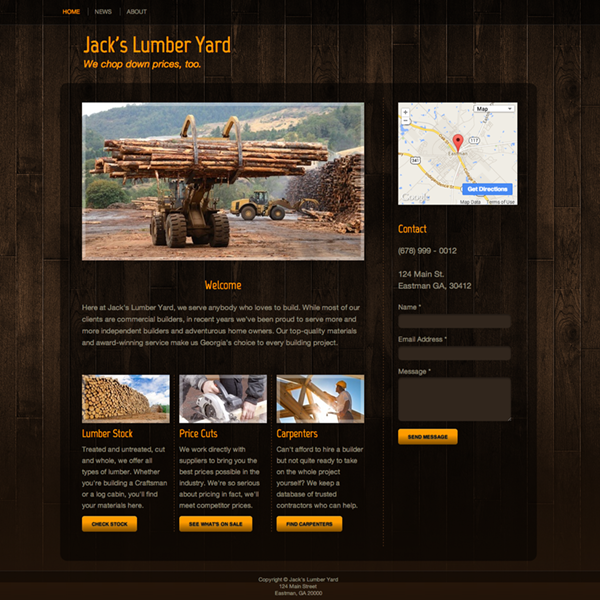 HOME NEWS ABOUT
Jack's Lumber Yard
We chop down prices, too.
Map
117
Eastman
341
Get Directions
Google
Map Data Terms of Use
Welcome
Here at Jack's Lumber Yard, we serve anybody who loves to build. While most of our
clients are commercial builders, in recent years we've been proud to serve more and
more independent builders and adventurous home owners. Our top-quality materials
and award-winning service make us Georgia's choice to every building project.
Lumber Stock
Treated and untreated, cut
and whole, we offer all
types of lumber. Whether
you're building a Craftsman
or a log cabin, you'll find
your materials here.
CHECK STOCK
Price Cuts
We work directly with
suppliers to bring you the
best prices possible in the
industry. We're so serious
about pricing in fact, we'll
meet competitor prices.
SEE WHAT'S ON SALE
Carpenters
Can't afford to hire a builder
but not quite ready to take
on the whole project
yourself? We keep a
database of trusted
contractors who can help.
FIND CARPENTERS
Contact
(678) 999 - 0012
124 Main St.
Eastman GA, 30412
Name *
Email Address *
Message *
SEND MESSAGE
Copyright © Jack's Lumber Yard
124 Main Street
Eastman, GA 20000